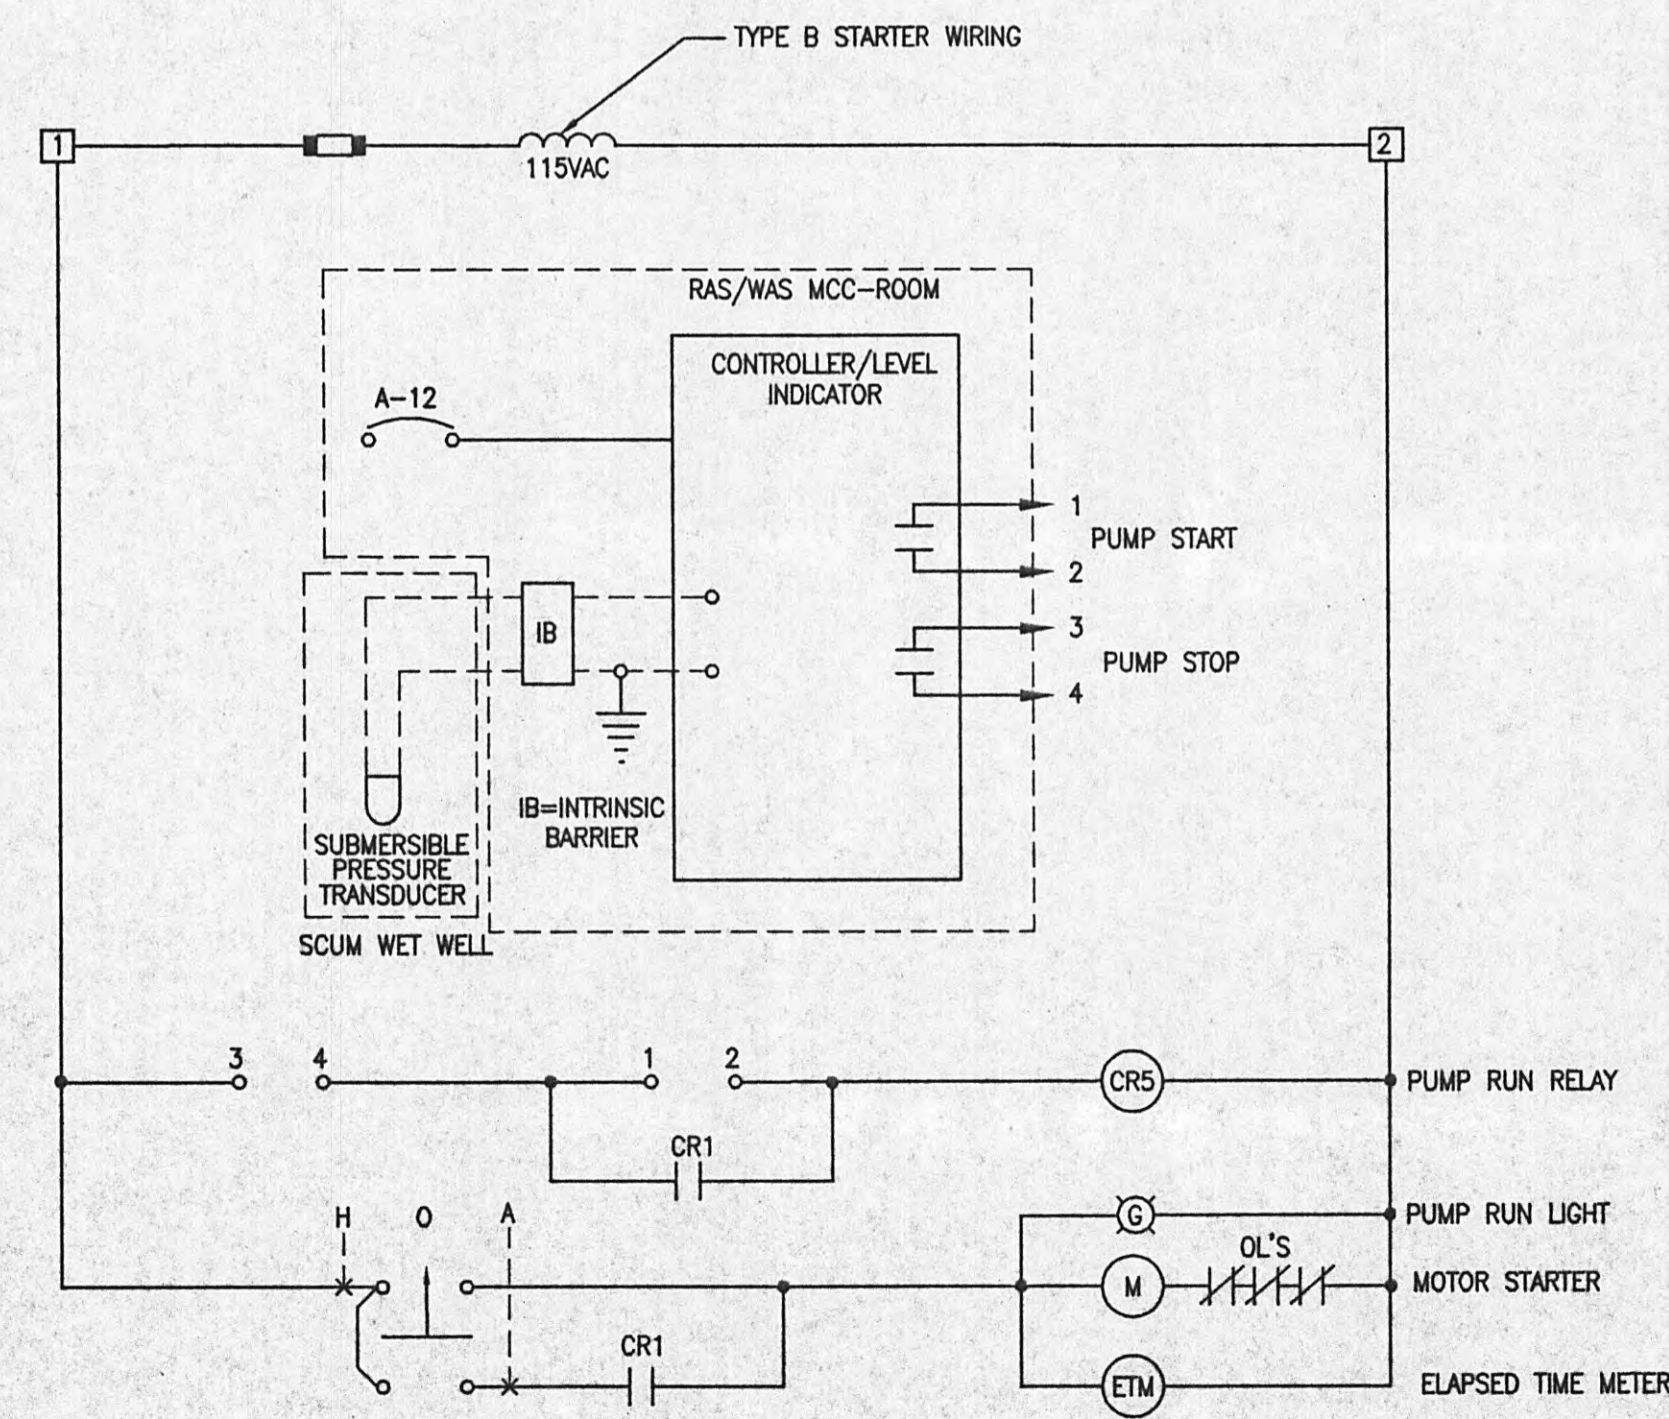 TYPE B STARTER WIRING
1
2
115VAC
RAS/WAS MCC-ROOM
CONTROLLER/LEVEL
INDICATOR
A-12
1
PUMP START
2
3
PUMP STOP
4
IB
IB=INTRINSIC
BARRIER
SUBMERSIBLE
PRESSURE
TRANSDUCER
SCUM WET WELL
3 4 1 2
CR5 PUMP RUN RELAY
CR1
H O A
G PUMP RUN LIGHT
OL'S
M MOTOR STARTER
CR1
ETM ELAPSED TIME METER